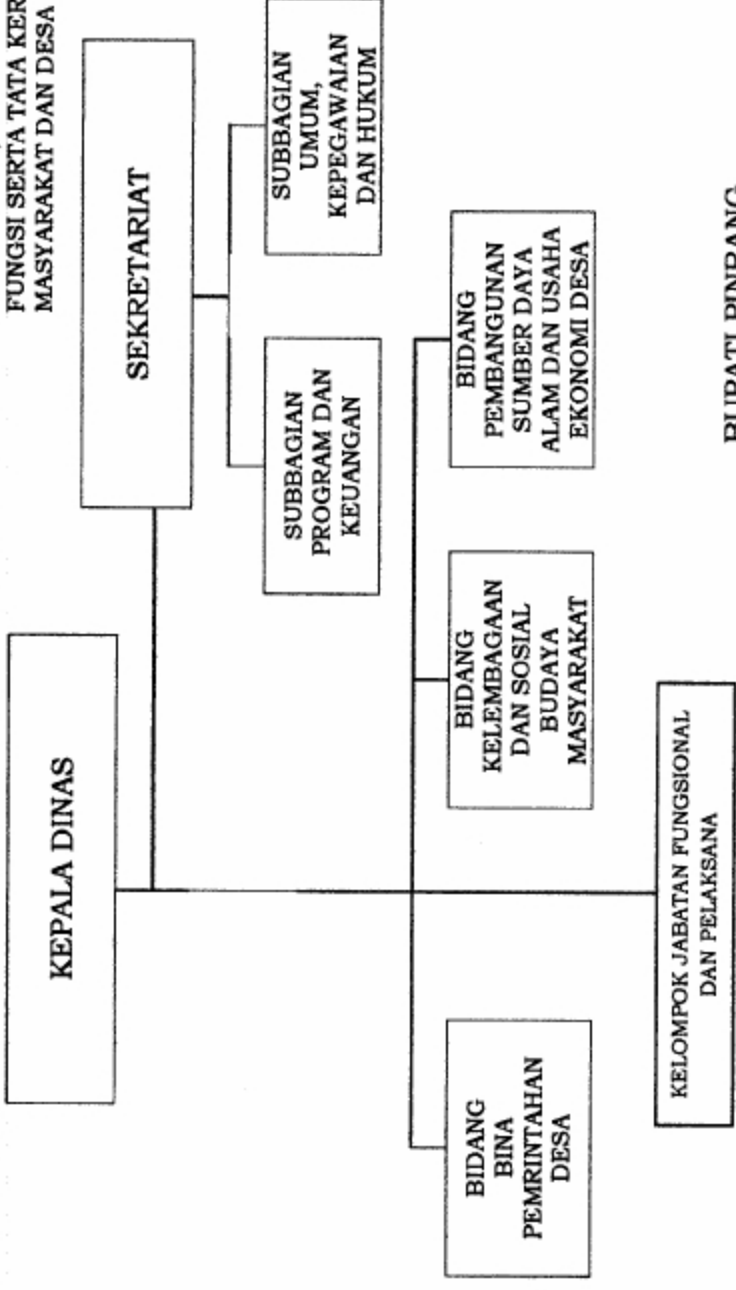 FUNGSI SERTA TATA KER
MASYARAKAT DAN DESA
KEPALA DINAS
SEKRETARIAT
SUBBAGIAN
PROGRAM DAN
KEUANGAN
SUBBAGIAN
UMUM,
KEPEGAWAIAN
DAN HUKUM
BIDANG
BINA
PEMRINTAHAN
DESA
BIDANG
KELEMBAGAAN
DAN SOSIAL
BUDAYA
MASYARAKAT
BIDANG
PEMBANGUNAN
SUMBER DAYA
ALAM DAN USAHA
EKONOMI DESA
KELOMPOK JABATAN FUNGSIONAL
DAN PELAKSANA
BUPATI PINRANG